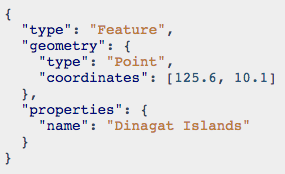 {
  "type": "Feature",
  "geometry": {
    "type": "Point",
    "coordinates": [125.6, 10.1]
  },
  "properties": {
    "name": "Dinagat Islands"
  }
}